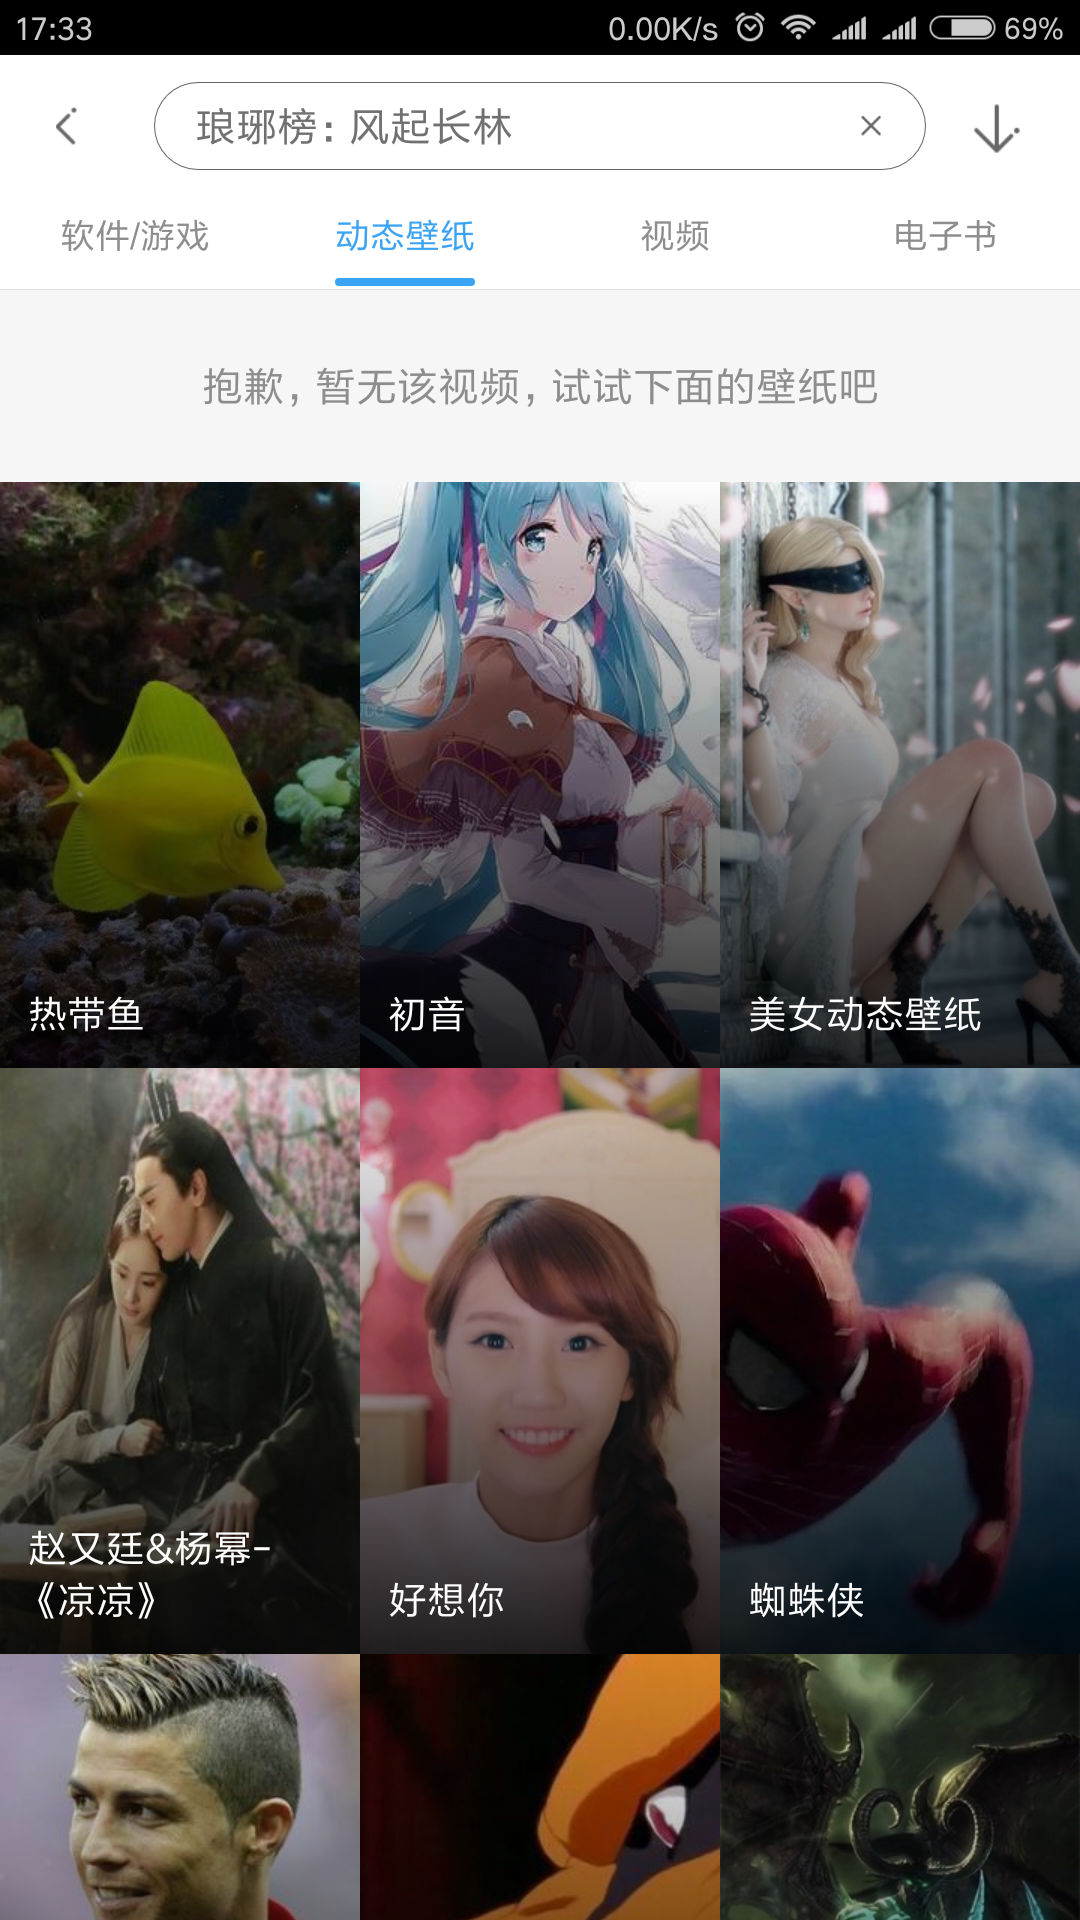 17:33
0.00K/s
69%
琅琊榜：风起长林
软件/游戏
动态壁纸
视频
电子书
抱歉，暂无该视频，试试下面的壁纸吧
热带鱼
初音
美女动态壁纸
赵又廷&杨幂-
《凉凉》
好想你
蜘蛛侠